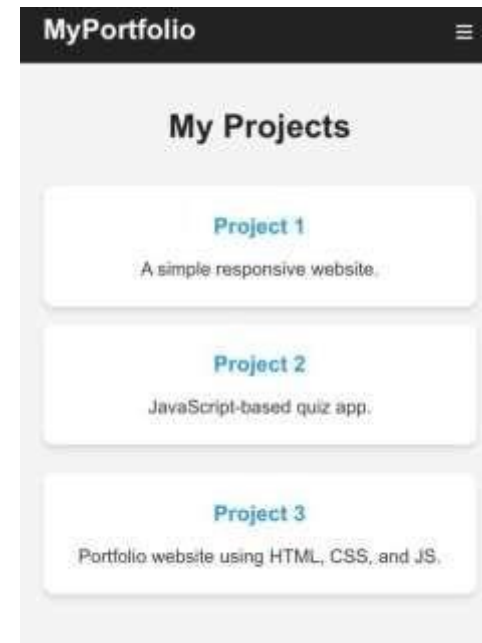 MyPortfolio
My Projects
Project 1
A simple responsive website.
Project 2
JavaScript-based quiz app.
Project 3
Portfolio website using HTML, CSS, and JS.